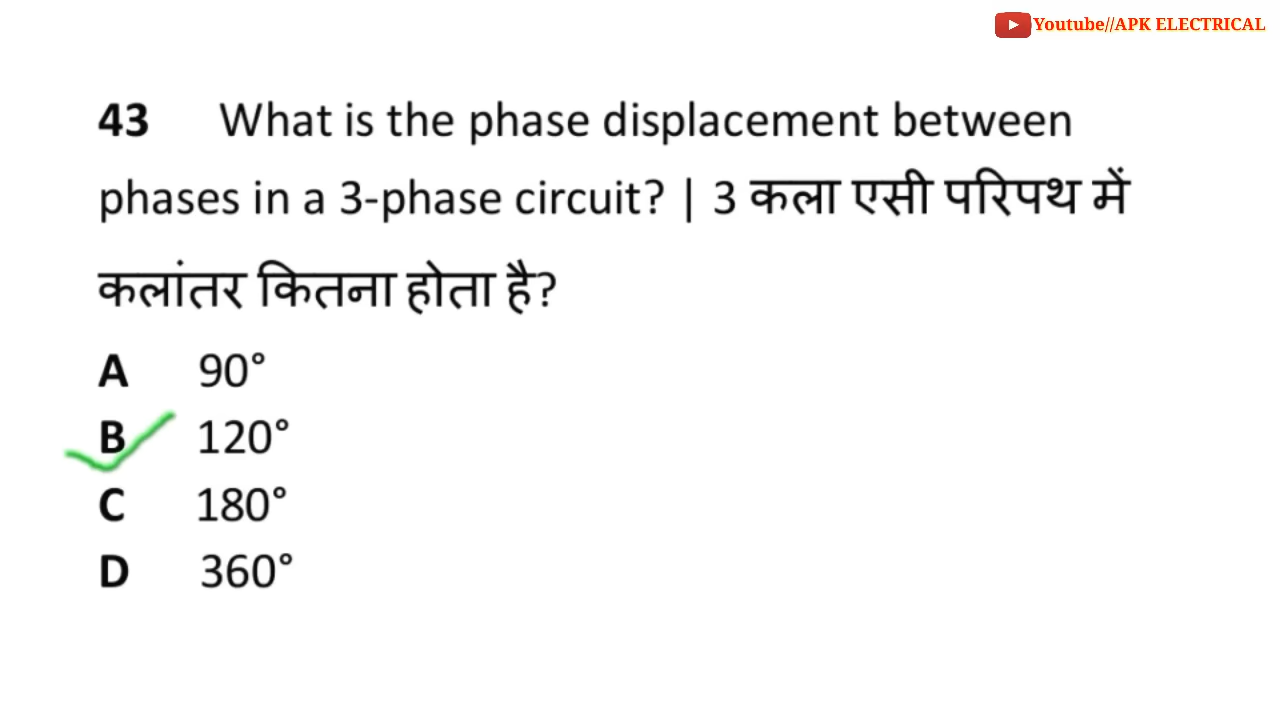 Youtube//APK ELECTRICAL
43 What is the phase displacement between
phases in a 3-phase circuit? | 3 कला एसी परिपथ में
कलांतर कितना होता है?
A 90°
B 120°
C 180°
D 360°